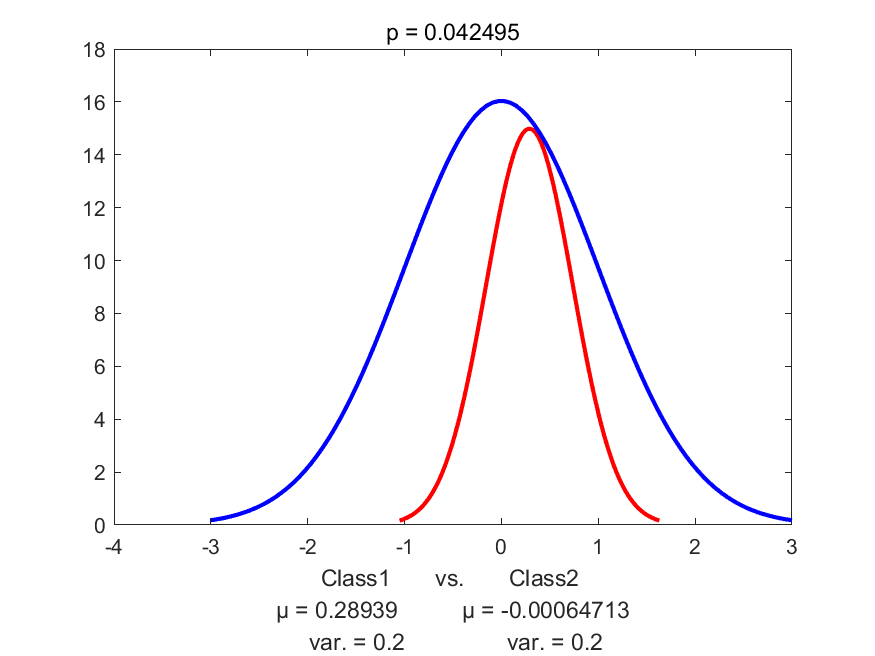 p = 0.042495
18
16
14
12
10
8
6
4
2
0
-4 -3 -2 -1 0 1 2 3
Class1 vs. Class2
μ = 0.28939 μ = -0.00064713
var. = 0.2 var. = 0.2